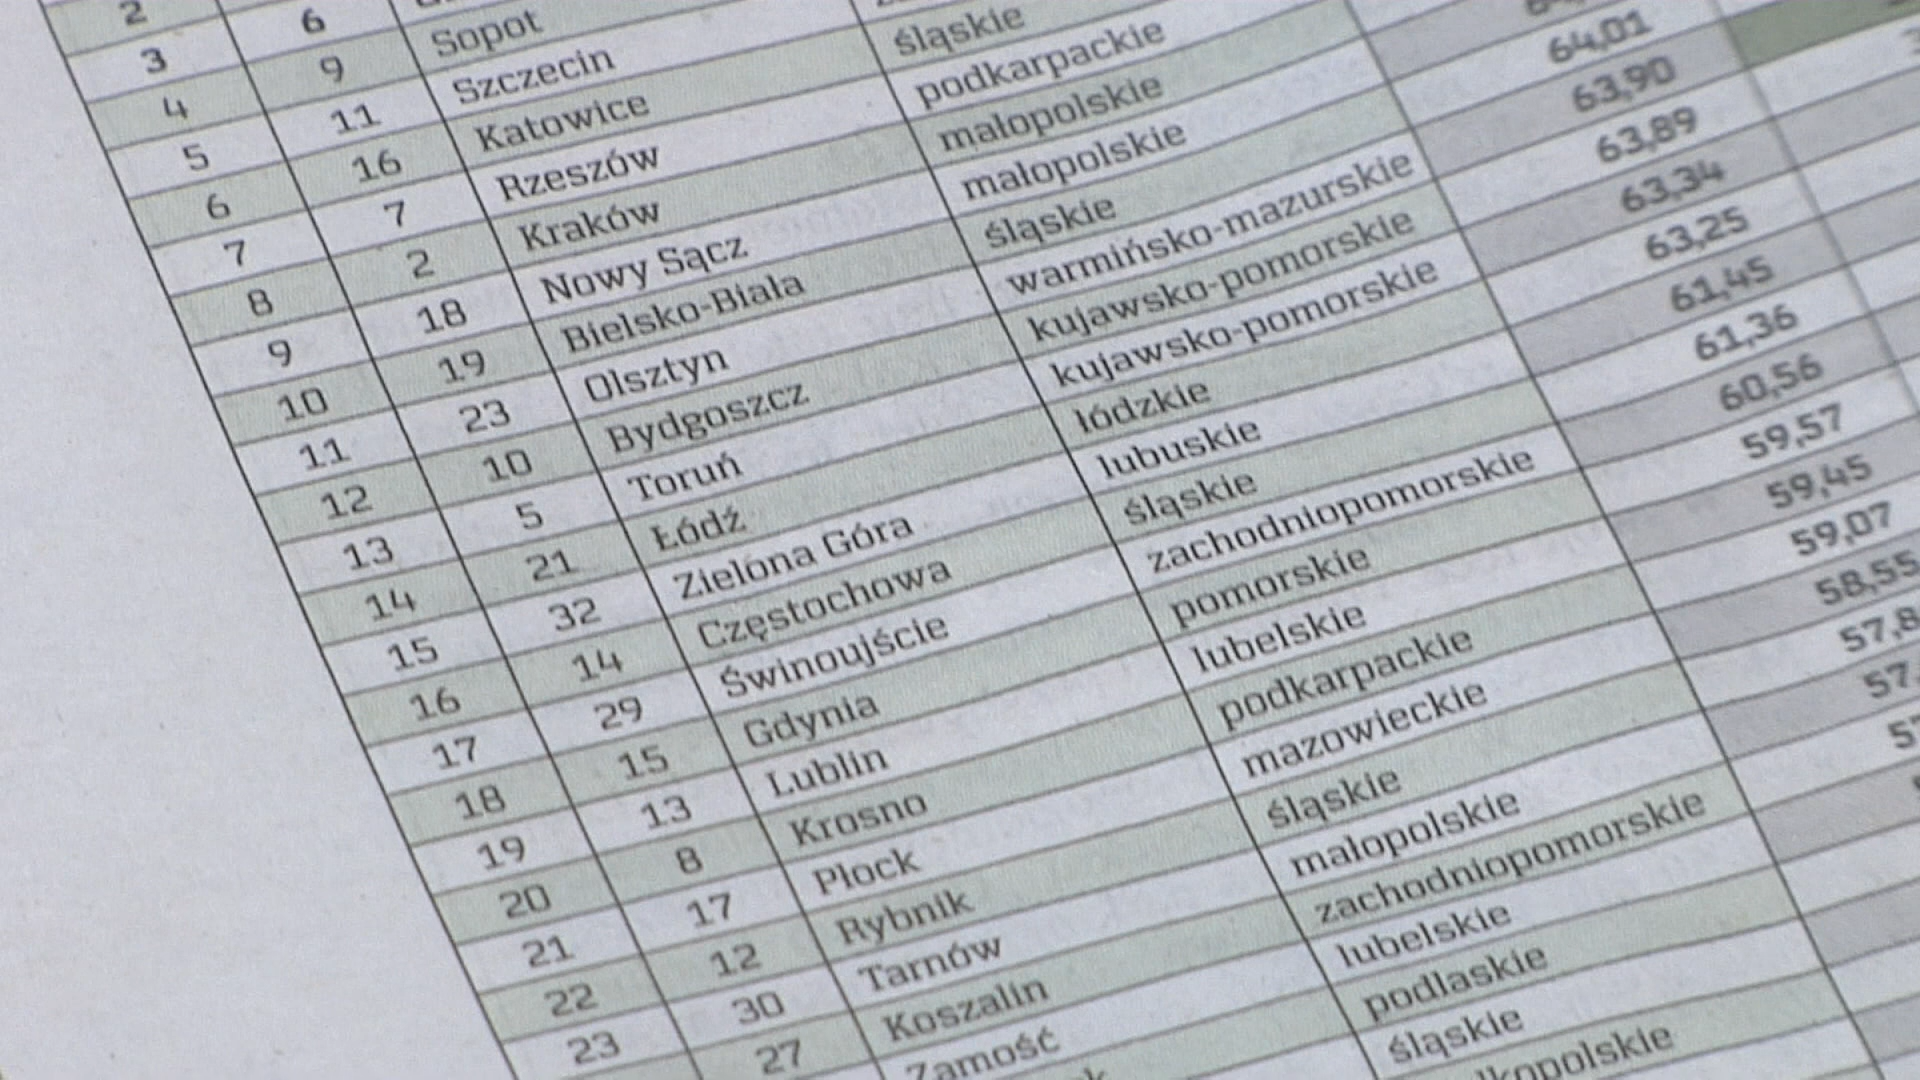 2
3 6
4 9 Sopot
5 11 Szczecin
6 16 Katowice śląskie
7 7 Rzeszów podkarpackie
8 2 Kraków małopolskie
9 18 Nowy Sącz małopolskie
10 19 Bielsko-Biała śląskie 64,01
11 23 Olsztyn warmińsko-mazurskie 63,90
12 10 Bydgoszcz kujawsko-pomorskie 63,89
13 5 Toruń kujawsko-pomorskie 63,34
14 21 Łódź łódzkie 63,25
15 32 Zielona Góra lubuskie 61,45
16 14 Częstochowa śląskie 61,36
17 29 Świnoujście zachodniopomorskie 60,56
18 15 Gdynia pomorskie 59,57
19 13 Lublin lubelskie 59,45
20 8 Krosno podkarpackie 59,07
21 17 Płock mazowieckie 58,55
22 12 Rybnik śląskie 57,8
23 30 Tarnów małopolskie 57,
27 Koszalin zachodniopomorskie 57
Zamość lubelskie
podlaskie
śląskie